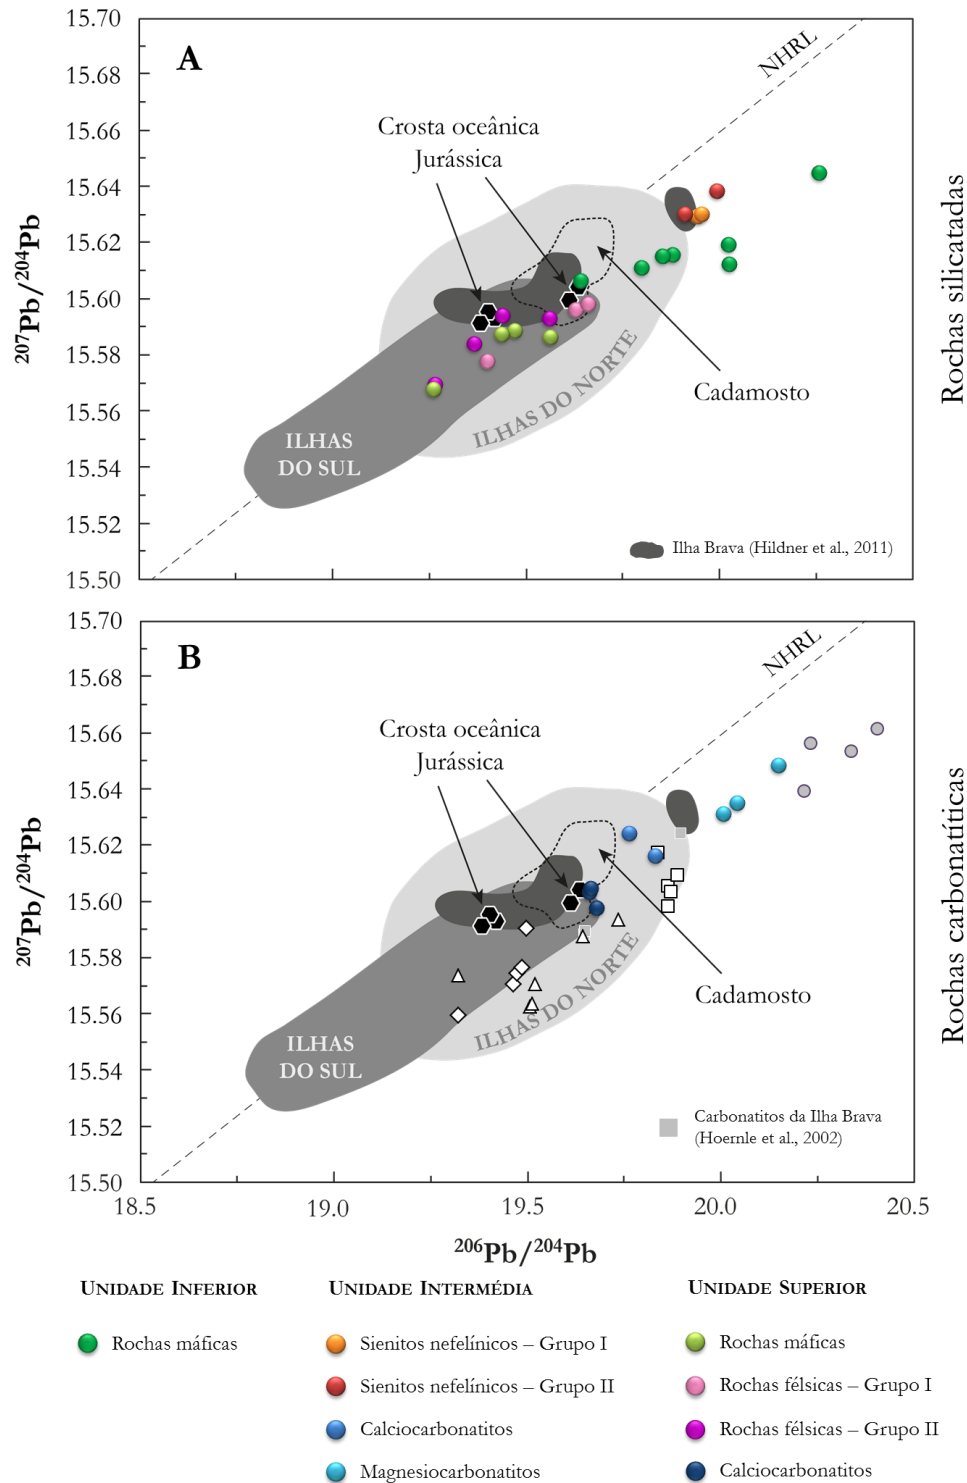 15.70
A
NHRL
15.68
Crosta oceânica
Jurássica
15.66
15.64
15.62
15.60
15.58
15.56
15.54
15.52
15.50
²⁰⁷Pb/²⁰⁴Pb
Rochas silicatadas
Cadamosto
ILHAS DO NORTE
ILHAS
DO SUL
Ilha Brava (Hildner et al., 2011)
15.70
B
NHRL
15.68
Crosta oceânica
Jurássica
15.66
15.64
15.62
15.60
15.58
15.56
15.54
15.52
15.50
²⁰⁷Pb/²⁰⁴Pb
Rochas carbonatíticas
Cadamosto
ILHAS DO NORTE
ILHAS
DO SUL
Carbonatitos da Ilha Brava
(Hoernle et al., 2002)
18.5 19.0 19.5 20.0 20.5
²⁰⁶Pb/²⁰⁴Pb
UNIDADE INFERIOR
Rochas máficas
UNIDADE INTERMÉDIA
Sienitos nefelínicos – Grupo I
Sienitos nefelínicos – Grupo II
Calciocarbonatitos
Magnesiocarbonatitos
UNIDADE SUPERIOR
Rochas máficas
Rochas félsicas – Grupo I
Rochas félsicas – Grupo II
Calciocarbonatitos